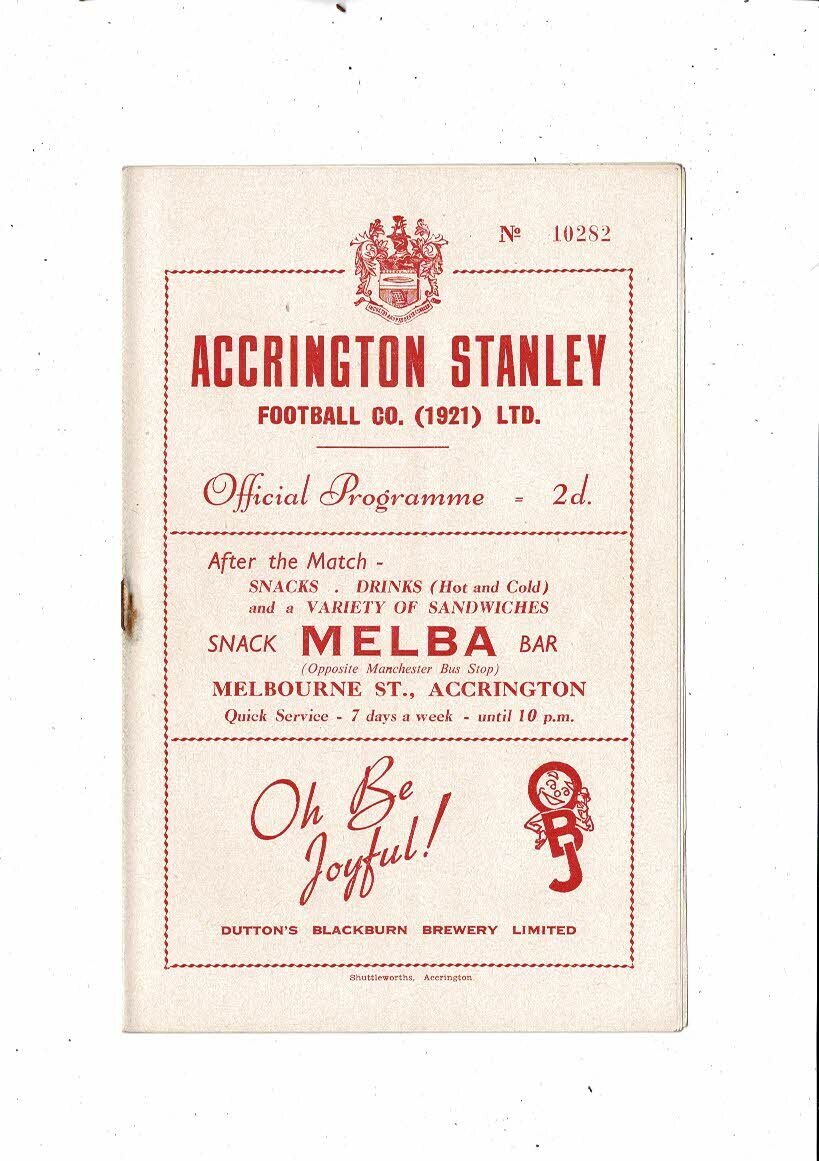 Nº 10282
ACCRINGTON STANLEY
FOOTBALL CO. (1921) LTD.
Official Programme = 2d.
After the Match -
SNACKS . DRINKS (Hot and Cold)
and a VARIETY OF SANDWICHES
SNACK MELBA BAR
(Opposite Manchester Bus Stop)
MELBOURNE ST., ACCRINGTON
Quick Service - 7 days a week - until 10 p.m.
Oh Be
Joyful!
OBJ
DUTTON'S BLACKBURN BREWERY LIMITED
Shuttleworths, Accrington.